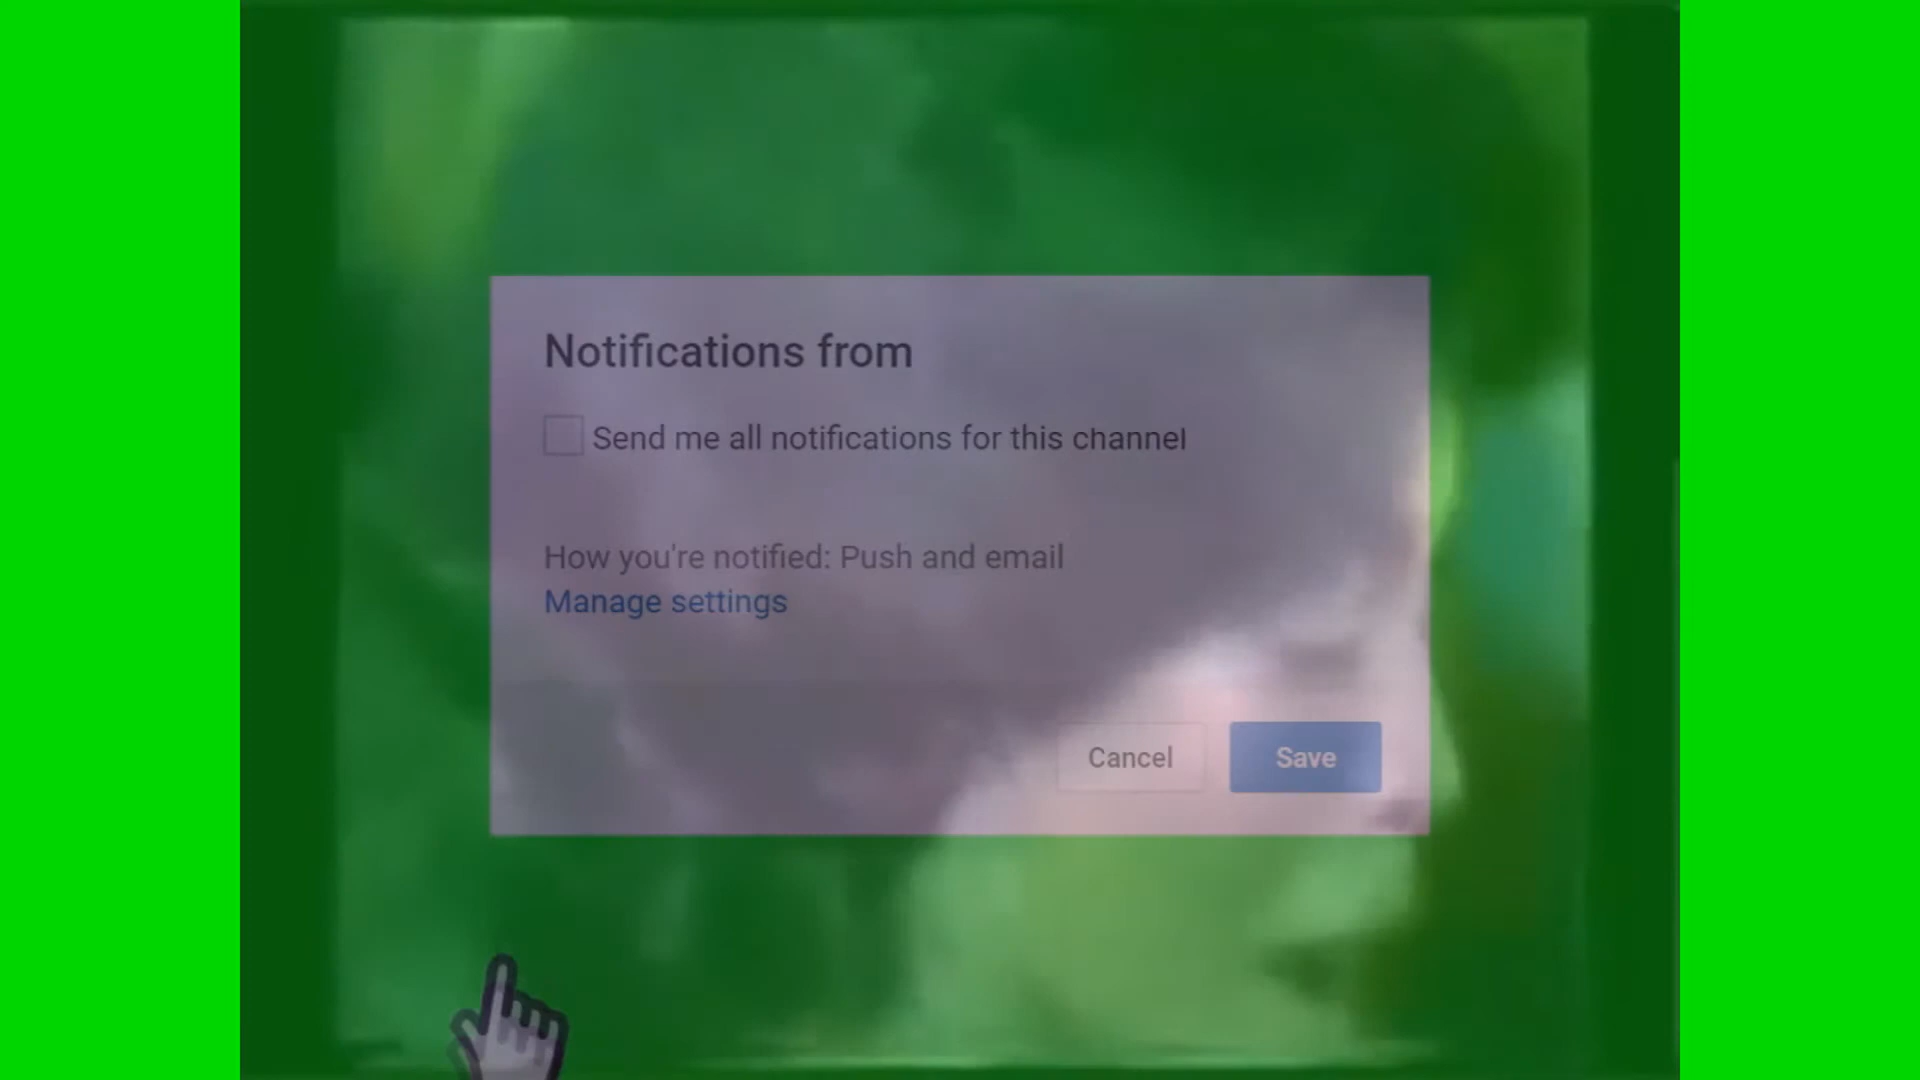 Notifications from
Send me all notifications for this channel
How you're notified: Push and email
Manage settings
Cancel
Save